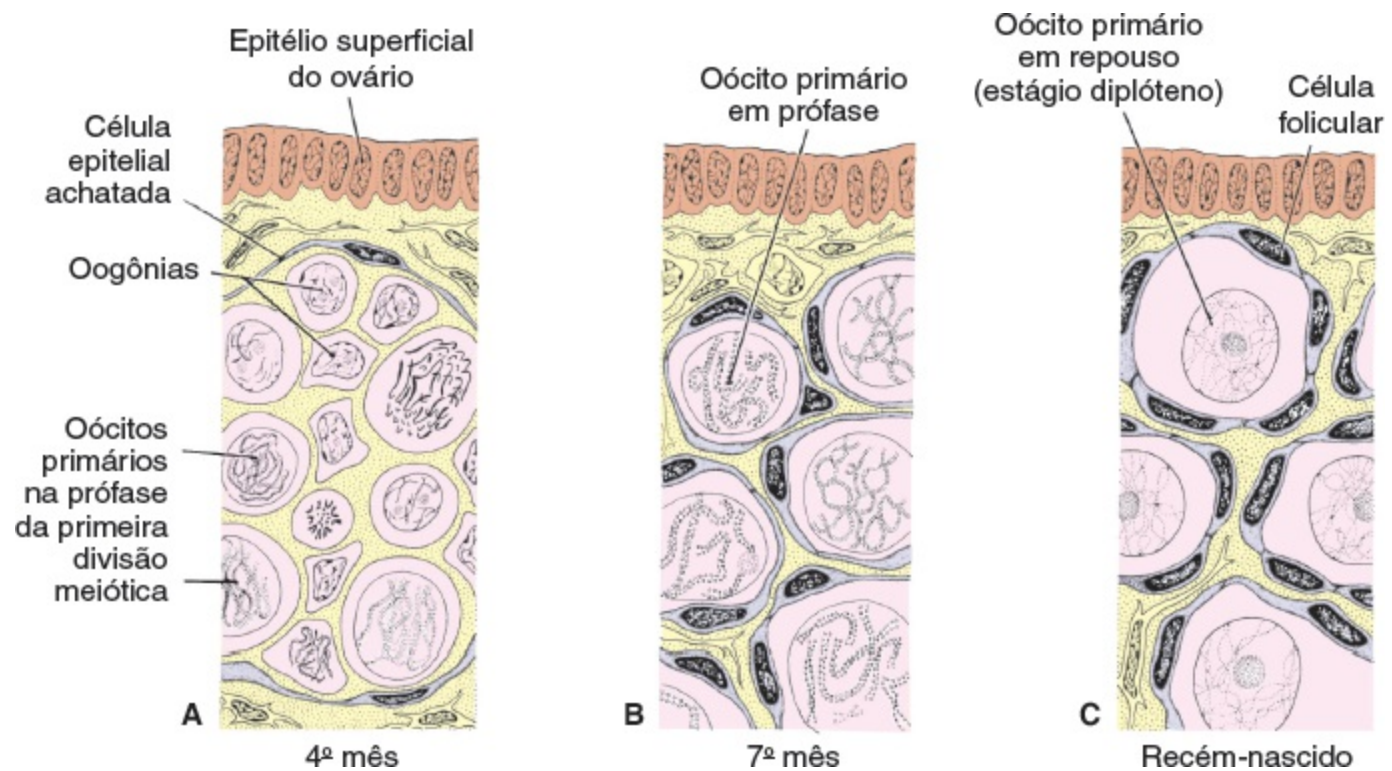 Epitélio superficial
do ovário
Célula
epitelial
achatada
Oogônias
Oócitos
primários
na prófase
da primeira
divisão
meiótica
A
4º mês
Oócito primário
em prófase
B
7º mês
Oócito primário
em repouso
(estágio diplóteno)
Célula
folicular
C
Recém-nascido